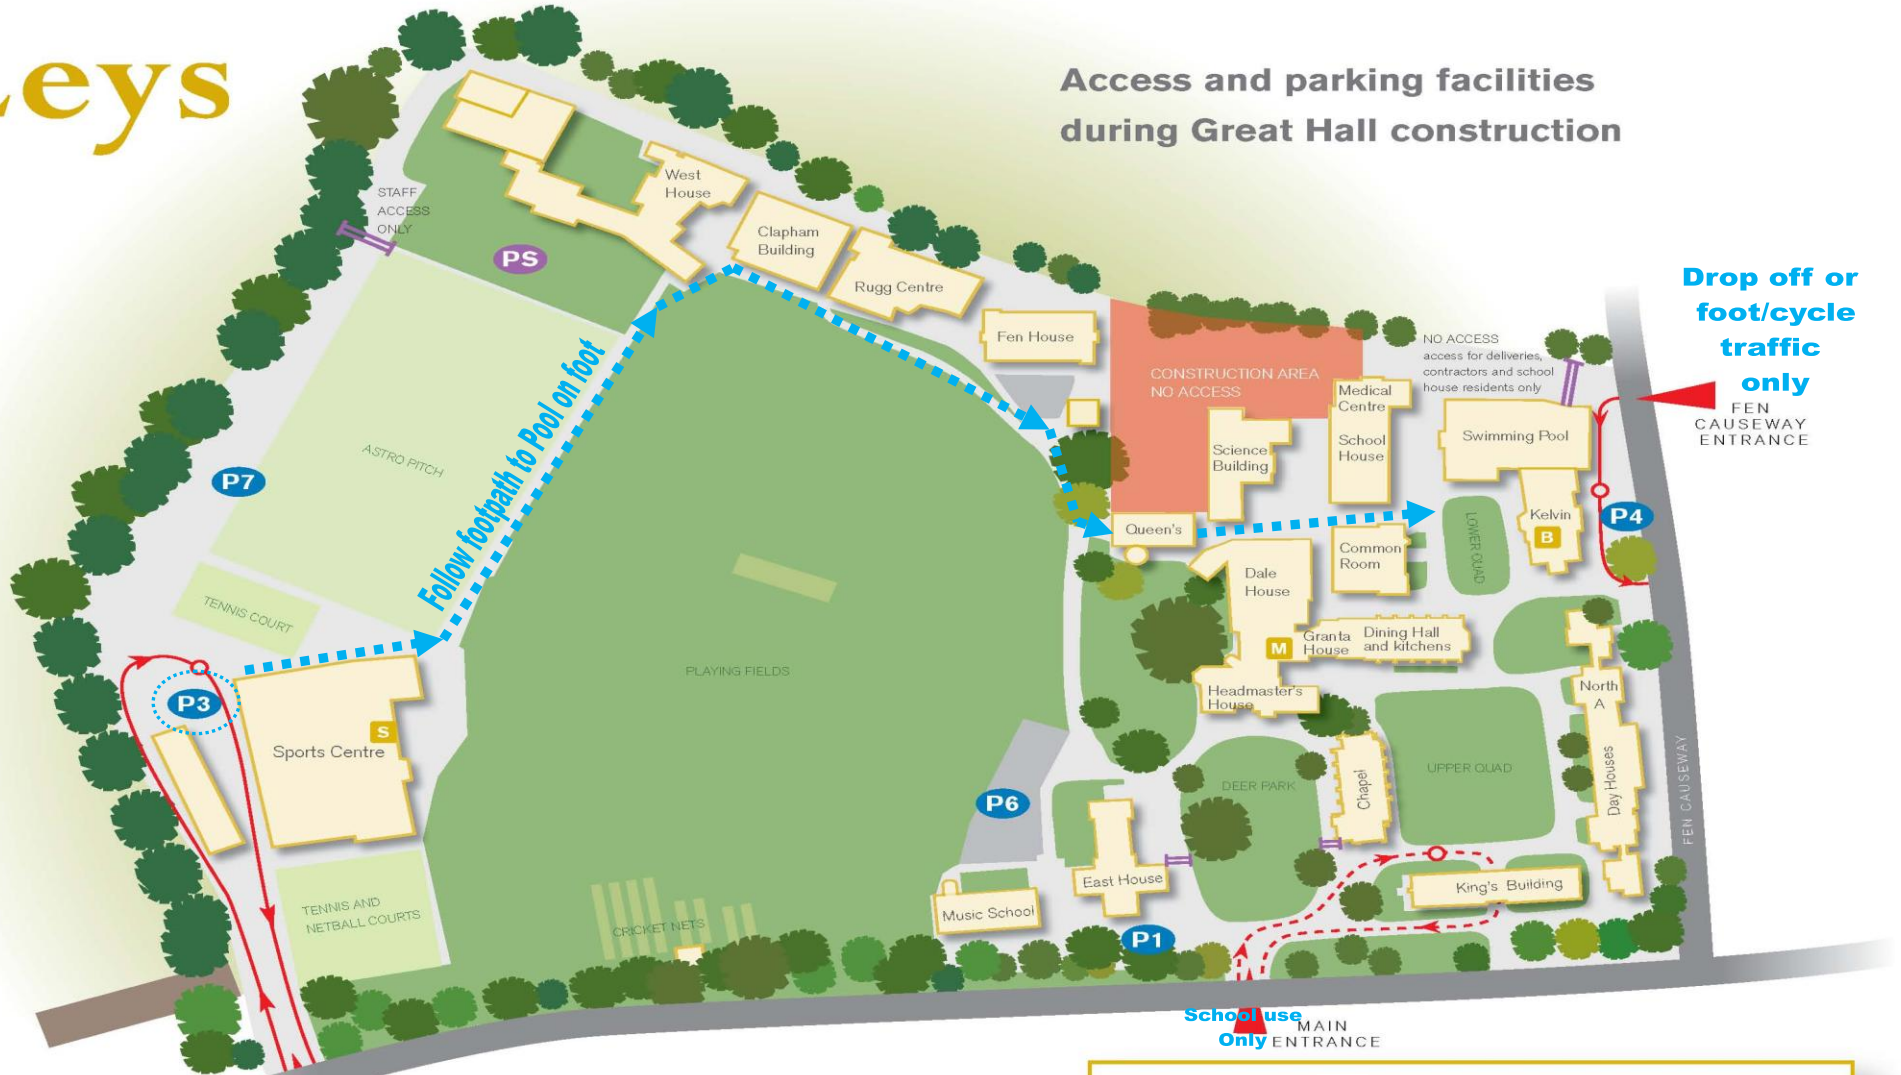 eys
Access and parking facilities
during Great Hall construction
STAFF
ACCESS
ONLY
PS
West
House
Clapham
Building
Rugg Centre
Fen House
CONSTRUCTION AREA
NO ACCESS
NO ACCESS
access for deliveries,
contractors and school
house residents only
Drop off or
foot/cycle
traffic
only
FEN
CAUSEWAY
ENTRANCE
Medical
Centre
School
House
Swimming Pool
Science
Building
Kelvin
B
P4
LOWER QUAD
Queen's
Common
Room
Dale
House
M
Granta
House
Dining Hall
and kitchens
Headmaster's
House
North
A
Day Houses
FEN CAUSEWAY
UPPER QUAD
Chapel
DEER PARK
King's Building
East House
Music School
P6
P1
School use
Only
MAIN
ENTRANCE
ASTRO PITCH
P7
Follow footpath to Pool on foot
TENNIS COURT
PLAYING FIELDS
P3
S
Sports Centre
TENNIS AND
NETBALL COURTS
CRICKET NETS